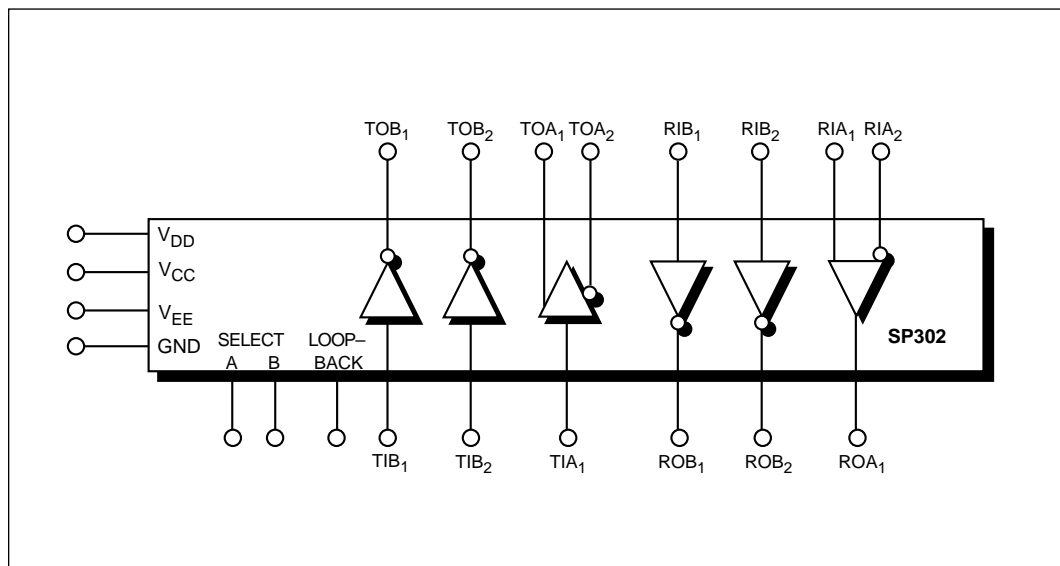 TOB1 TOB2 TOA1 TOA2 RIB1 RIB2 RIA1 RIA2
VDD
VCC
VEE
GND
SELECT
A B
LOOP–
BACK
SP302
TIB1 TIB2 TIA1 ROB1 ROB2 ROA1